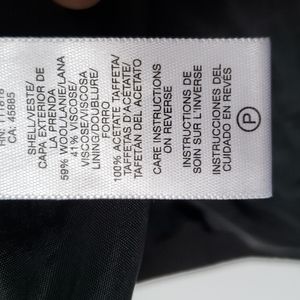 CA: 45885
SHELL/VESTE/
CAPA SUPERIOR DE
LA PRENDA
59% WOOL/LAINE/LANA
41% VISCOSE/
VISCOSE/VISCOSA
LINING/DOUBLURE/
FORRO
100% ACETATE TAFFETA/
TAFFETAS D'ACÉTATE/
TAFETÁN DEL ACETATO
CARE INSTRUCTIONS
ON REVERSE
INSTRUCTIONS DE
SOIN SUR L'INVERSE
INSTRUCCIONES DEL
CUIDADO EN REVÉS
P